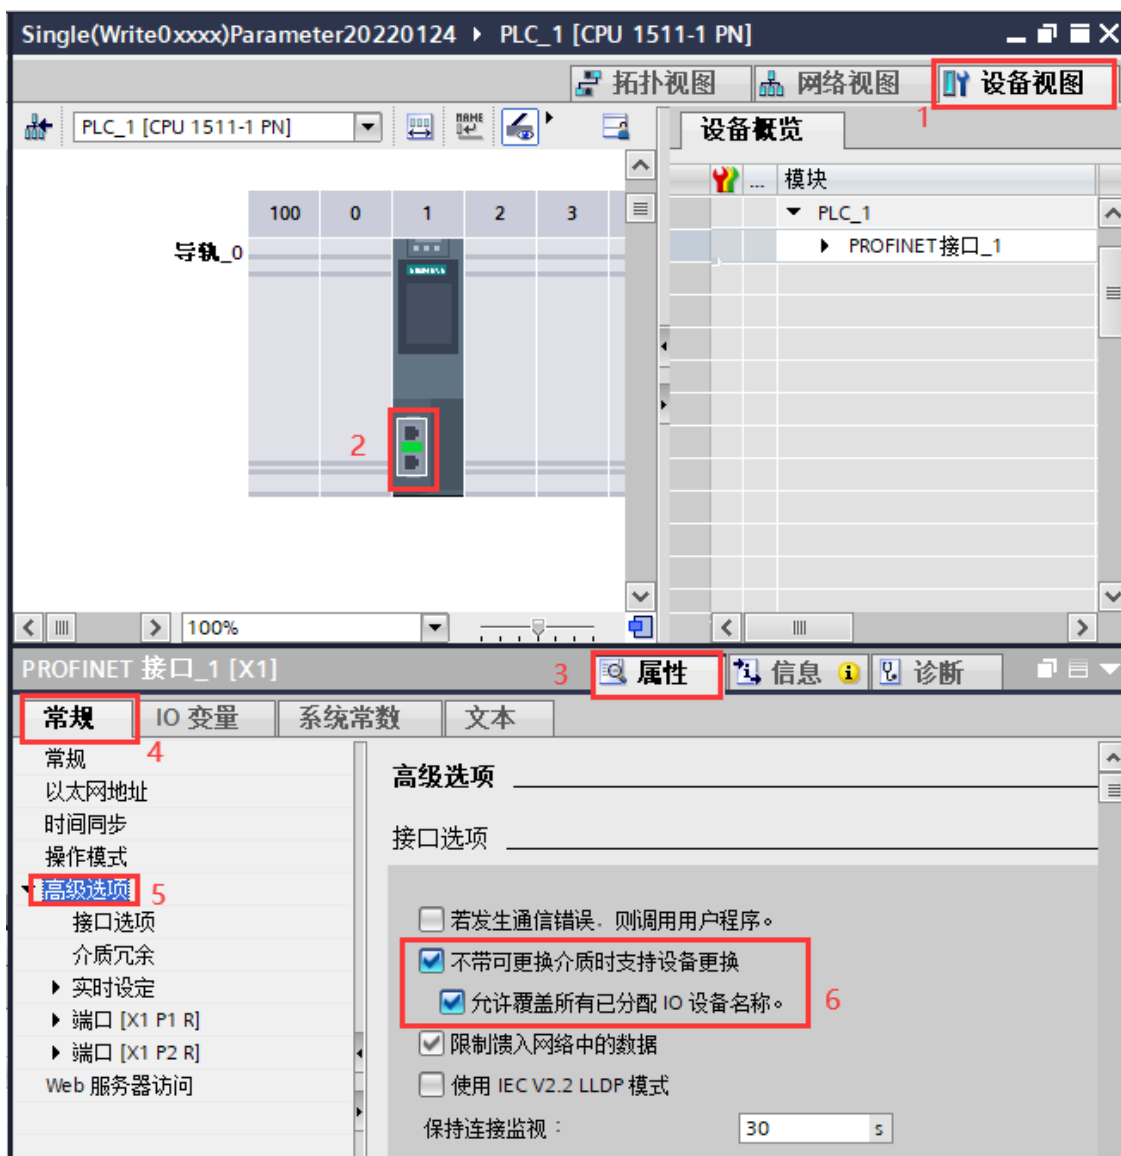 Single(Write0xxxx)Parameter20220124 ▸ PLC_1 [CPU 1511-1 PN]
拓扑视图 网络视图 设备视图
1
PLC_1 [CPU 1511-1 PN]
设备概览
... 模块
100 0 1 2 3
PLC_1
导轨_0
PROFINET接口_1
SIEMENS
2
100%
PROFINET 接口_1 [X1]
3 属性 信息 诊断
常规 IO 变量 系统常数 文本
4
常规
以太网地址
时间同步
操作模式
高级选项 5
接口选项
介质冗余
实时设定
端口 [X1 P1 R]
端口 [X1 P2 R]
Web 服务器访问
高级选项
接口选项
若发生通信错误，则调用用户程序。
不带可更换介质时支持设备更换
允许覆盖所有已分配 IO 设备名称。
6
限制馈入网络中的数据
使用 IEC V2.2 LLDP 模式
保持连接监视： 30 s